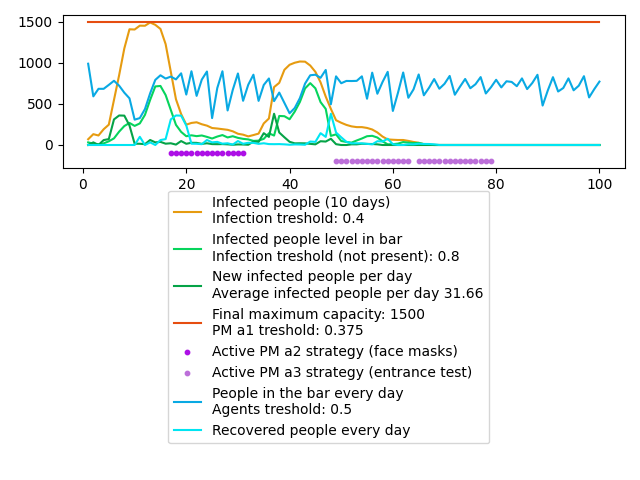 1500
1000
500
0
0 20 40 60 80 100
Infected people (10 days)
Infection treshold: 0.4
Infected people level in bar
Infection treshold (not present): 0.8
New infected people per day
Average infected people per day 31.66
Final maximum capacity: 1500
PM a1 treshold: 0.375
Active PM a2 strategy (face masks)
Active PM a3 strategy (entrance test)
People in the bar every day
Agents treshold: 0.5
Recovered people every day